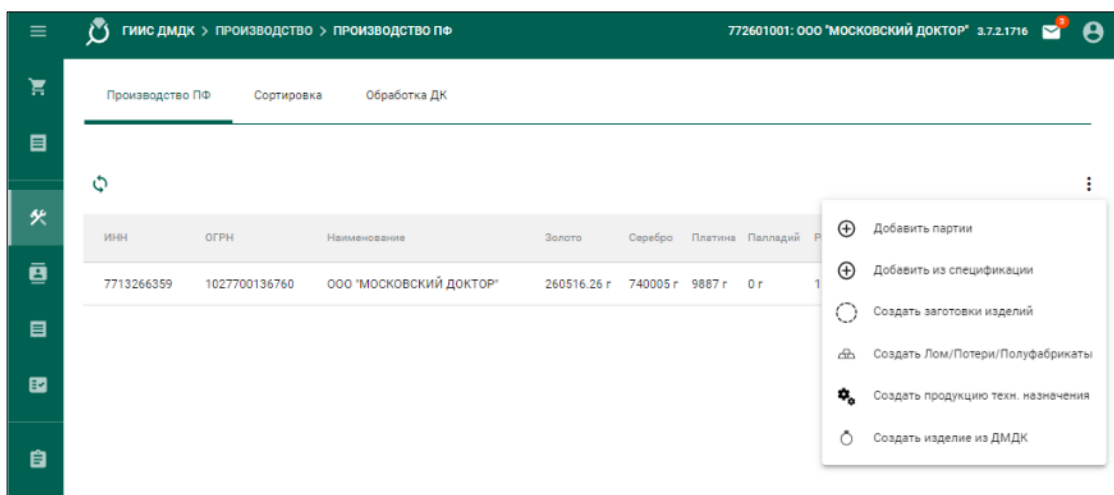 ГИИС ДМДК > ПРОИЗВОДСТВО > ПРОИЗВОДСТВО ПФ 772601001: ООО "МОСКОВСКИЙ ДОКТОР" 3.7.2.1716 3
Производство ПФ Сортировка Обработка ДК
ИНН ОГРН Наименование Золото Серебро Платина Палладий Р
7713266359 1027700136760 ООО "МОСКОВСКИЙ ДОКТОР" 260516.26 г 740005 г 9887 г 0 г 1
Добавить партии
Добавить из спецификации
Создать заготовки изделий
Создать Лом/Потери/Полуфабрикаты
Создать продукцию техн. назначения
Создать изделие из ДМДК